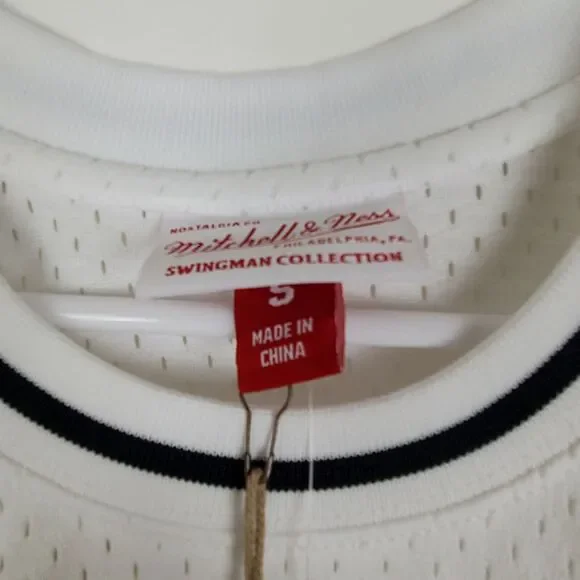 NOSTALGIA CO.
Mitchell & Ness
PHILADELPHIA, PA.
SWINGMAN COLLECTION
S
MADE IN
CHINA